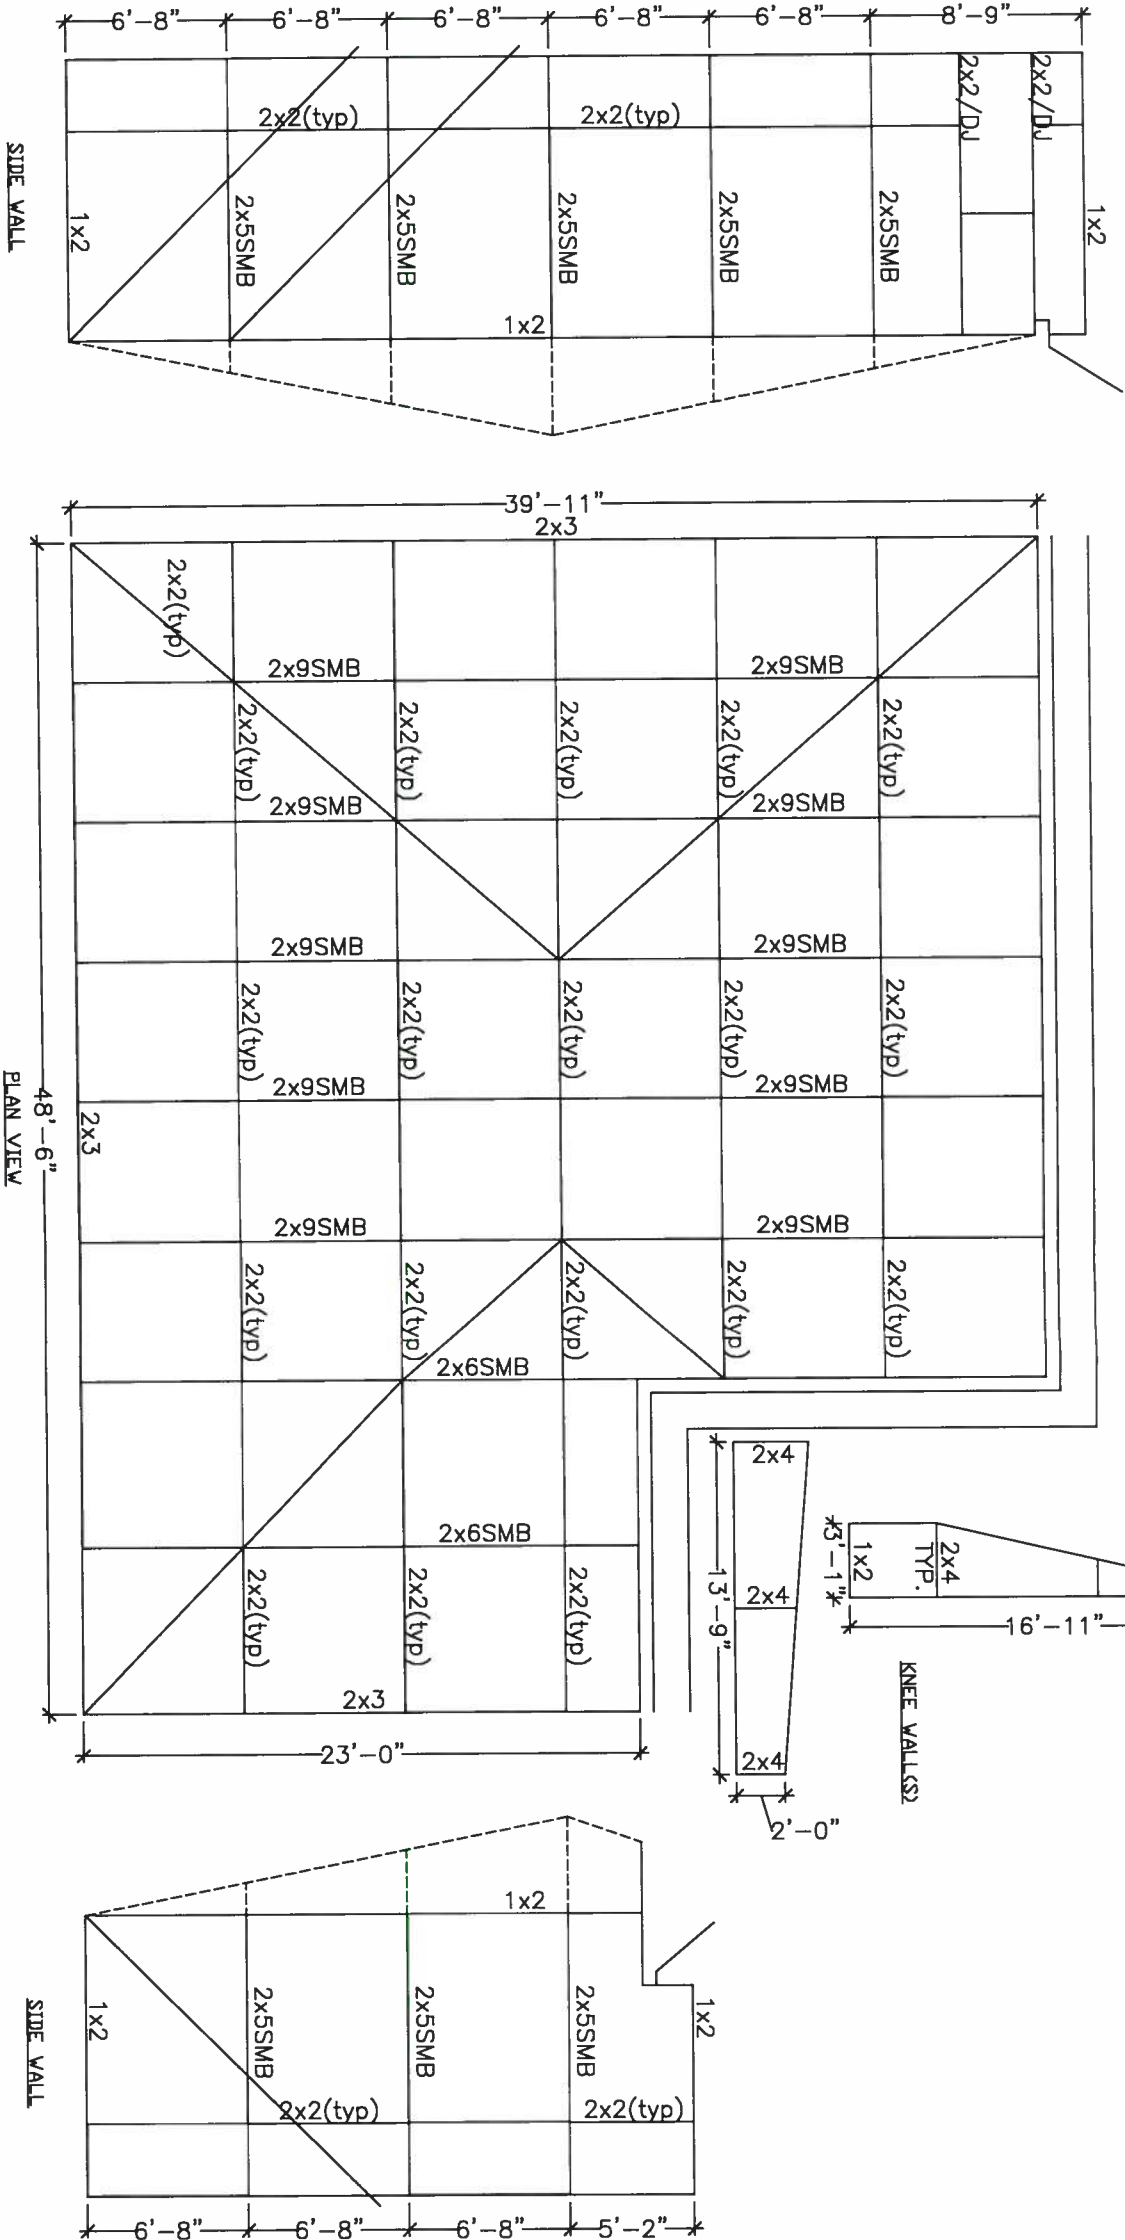 6'-8"
6'-8"
6'-8"
6'-8"
6'-8"
8'-9"
2x2/DJ
2x2/DJ
2x2(typ)
2x2(typ)
SIDE WALL
1x2
2x5SMB
2x5SMB
2x5SMB
2x5SMB
2x5SMB
1x2
1x2
39'-11"
2x3
2x2(typ)
2x9SMB
2x9SMB
2x2(typ)
2x2(typ)
2x2(typ)
2x2(typ)
2x2(typ)
2x9SMB
2x9SMB
2x9SMB
2x9SMB
2x2(typ)
2x2(typ)
2x2(typ)
2x2(typ)
2x2(typ)
2x9SMB
2x9SMB
PLAN VIEW
48'-6"
2x3
2x9SMB
2x9SMB
2x2(typ)
2x2(typ)
2x2(typ)
2x2(typ)
2x2(typ)
2x6SMB
2x6SMB
2x2(typ)
2x2(typ)
2x2(typ)
2x3
23'-0"
2x4
2x4
2x4
13'-9"
2'-0"
3'-1"
1x2
2x4
TYP.
16'-11"
KNEE WALL(S)
1x2
1x2
2x5SMB
2x5SMB
2x5SMB
1x2
SIDE WALL
2x2(typ)
2x2(typ)
6'-8"
6'-8"
6'-8"
5'-2"